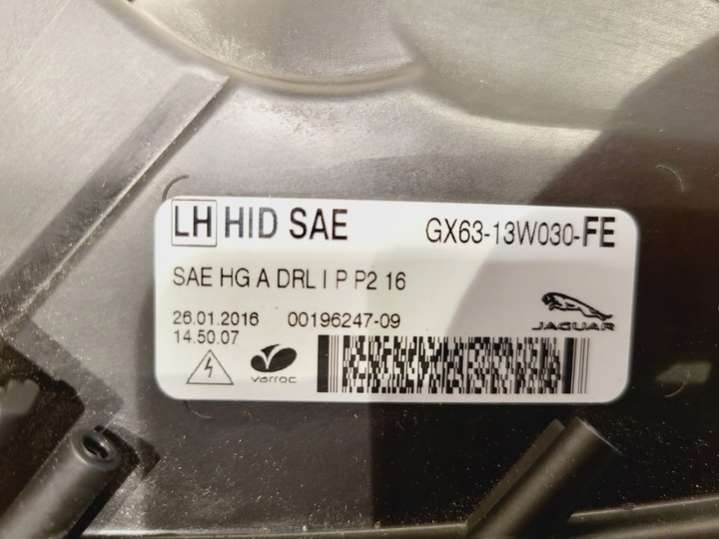 LH HID SAE GX63-13W030-FE
SAE HG A DRL I P P2 16
26.01.2016 00196247-09
14.50.07
JAGUAR
varroc